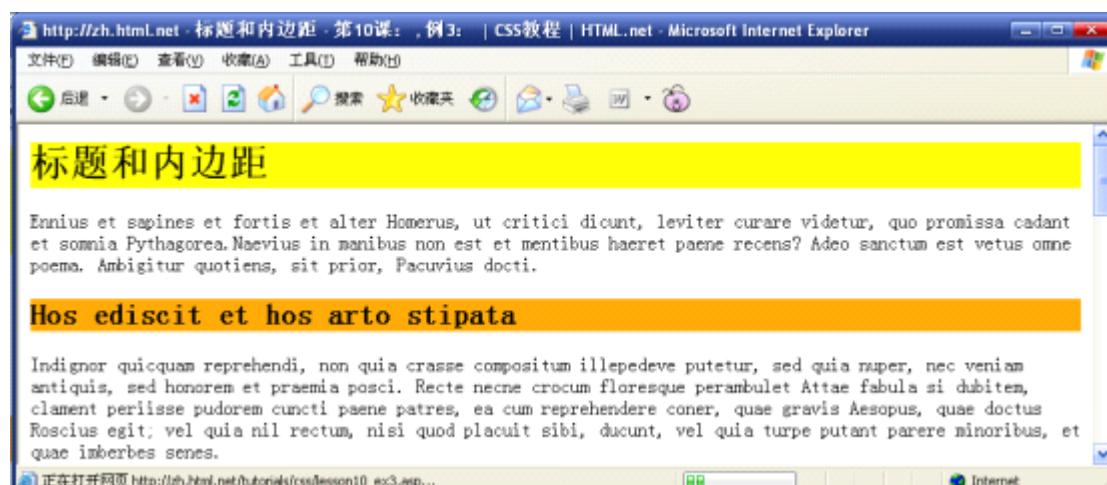 http://zh.html.net - 标题和内边距 - 第10课: , 例3: | CSS教程 | HTML.net - Microsoft Internet Explorer
文件(F) 编辑(E) 查看(V) 收藏(A) 工具(T) 帮助(H)
后退 搜索 收藏夹
标题和内边距
Ennius et sapines et fortis et alter Homerus, ut critici dicunt, leviter curare videtur, quo promissa cadant
et somnia Pythagorea.Naevius in manibus non est et mentibus haeret paene recens? Adeo sanctum est vetus omne
poema. Ambigitur quotiens, sit prior, Pacuvius docti.
Hos ediscit et hos arto stipata
Indignor quicquam reprehendi, non quia crasse compositum illepedeve putetur, sed quia nuper, nec veniam
antiquis, sed honorem et praemia posci. Recte necne crocum floresque perambulet Attae fabula si dubitem,
clament periisse pudorem cuncti paene patres, ea cum reprehendere coner, quae gravis Aesopus, quae doctus
Roscius egit; vel quia nil rectum, nisi quod placuit sibi, ducunt, vel quia turpe putant parere minoribus, et
quae imberbes senes.
正在打开网页 http://zh.html.net/tutorials/css/lesson10_ex3.asp... Internet